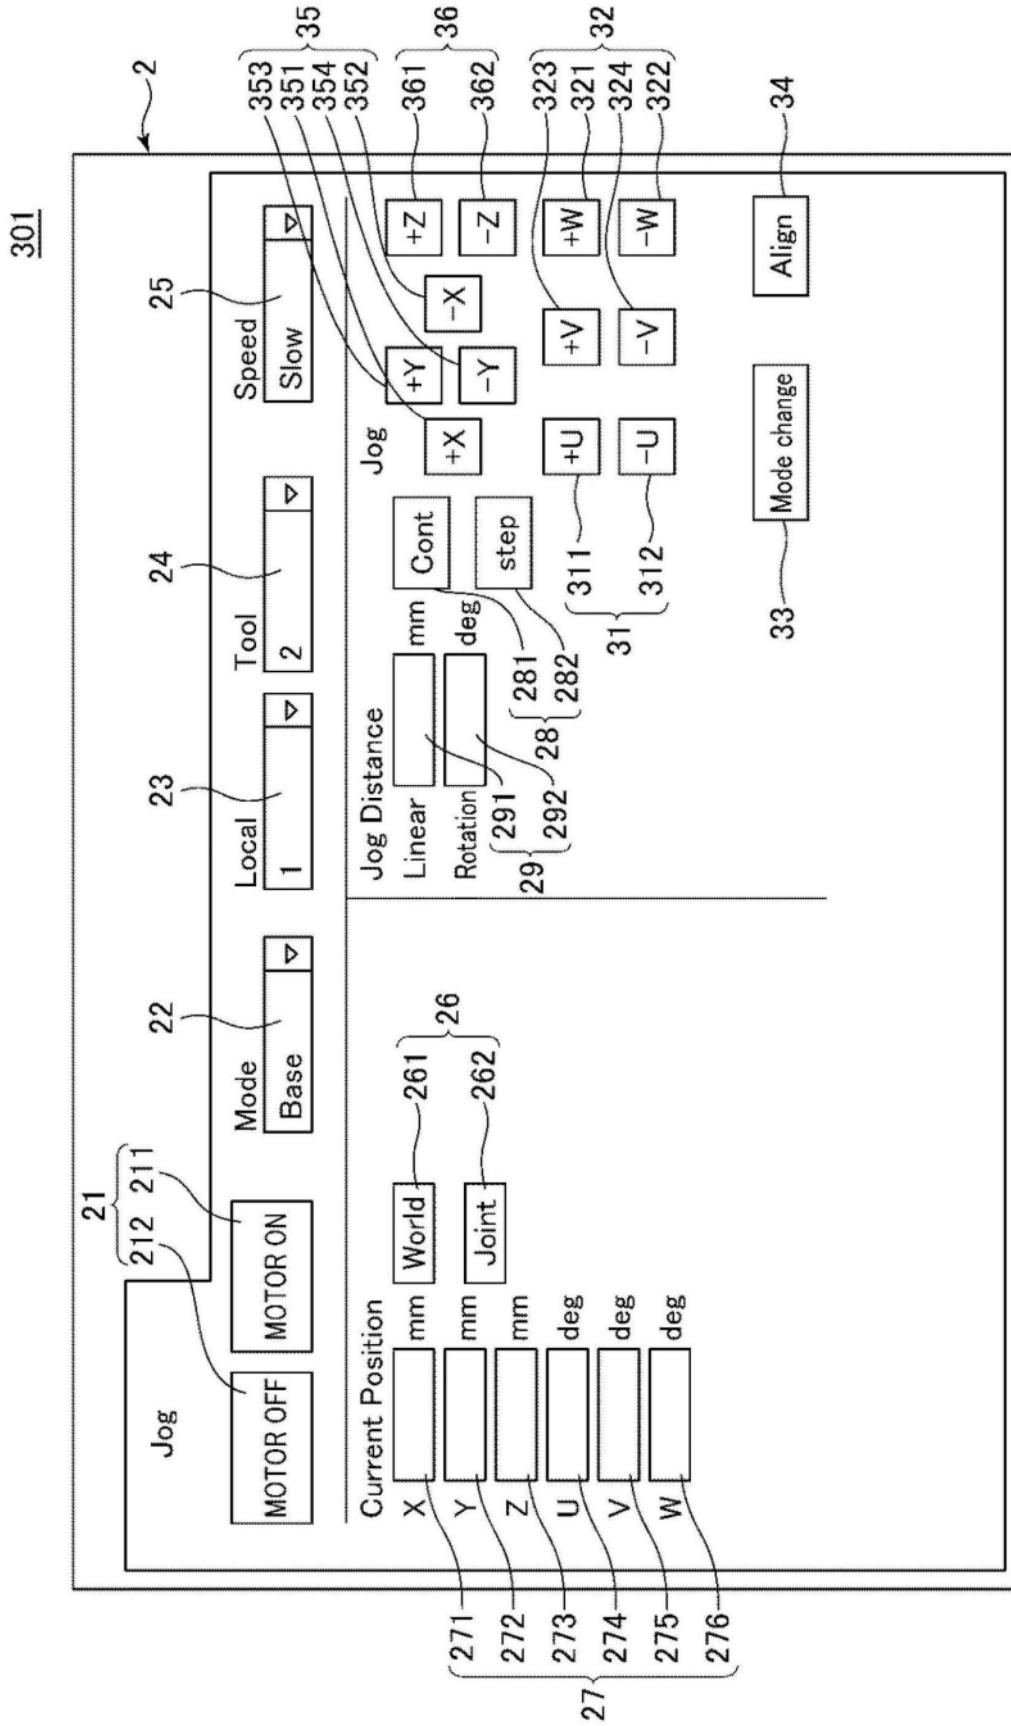 301
2
21
212 211
22
23
24
25
Jog
MOTOR OFF MOTOR ON
Mode
Base
Local
1
Tool
2
Speed
Slow
Current Position
X mm
Y mm
Z mm
U deg
V deg
W deg
World
Joint
261
262
26
271
272
273
274
275
276
27
Jog Distance
Linear mm
Rotation deg
291
292
29
Cont
step
281
282
28
Jog
+X +Y -X +Z
-Y -Z
+U +V +W
-U -V -W
311
312
31
353
351
354
352
35
361
362
36
323
321
324
322
32
Mode change Align
33
34